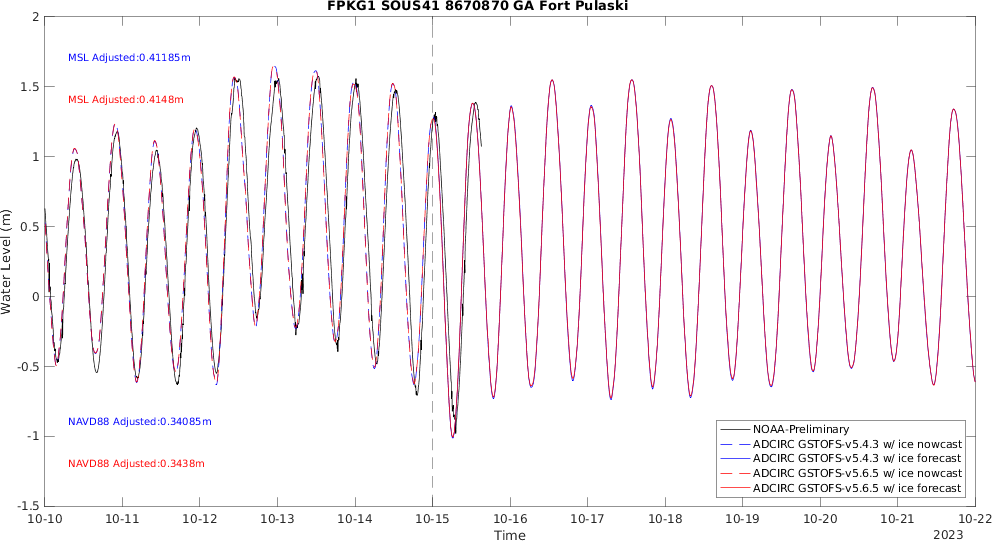 FPKG1 SOUS41 8670870 GA Fort Pulaski
2
1.5
1
0.5
0
-0.5
-1
-1.5
Water Level (m)
MSL Adjusted:0.41185m
MSL Adjusted:0.4148m
NAVD88 Adjusted:0.34085m
NAVD88 Adjusted:0.3438m
NOAA-Preliminary
ADCIRC GSTOFS-v5.4.3 w/ ice nowcast
ADCIRC GSTOFS-v5.4.3 w/ ice forecast
ADCIRC GSTOFS-v5.6.5 w/ ice nowcast
ADCIRC GSTOFS-v5.6.5 w/ ice forecast
10-10 10-11 10-12 10-13 10-14 10-15 10-16 10-17 10-18 10-19 10-20 10-21 10-22
Time
2023